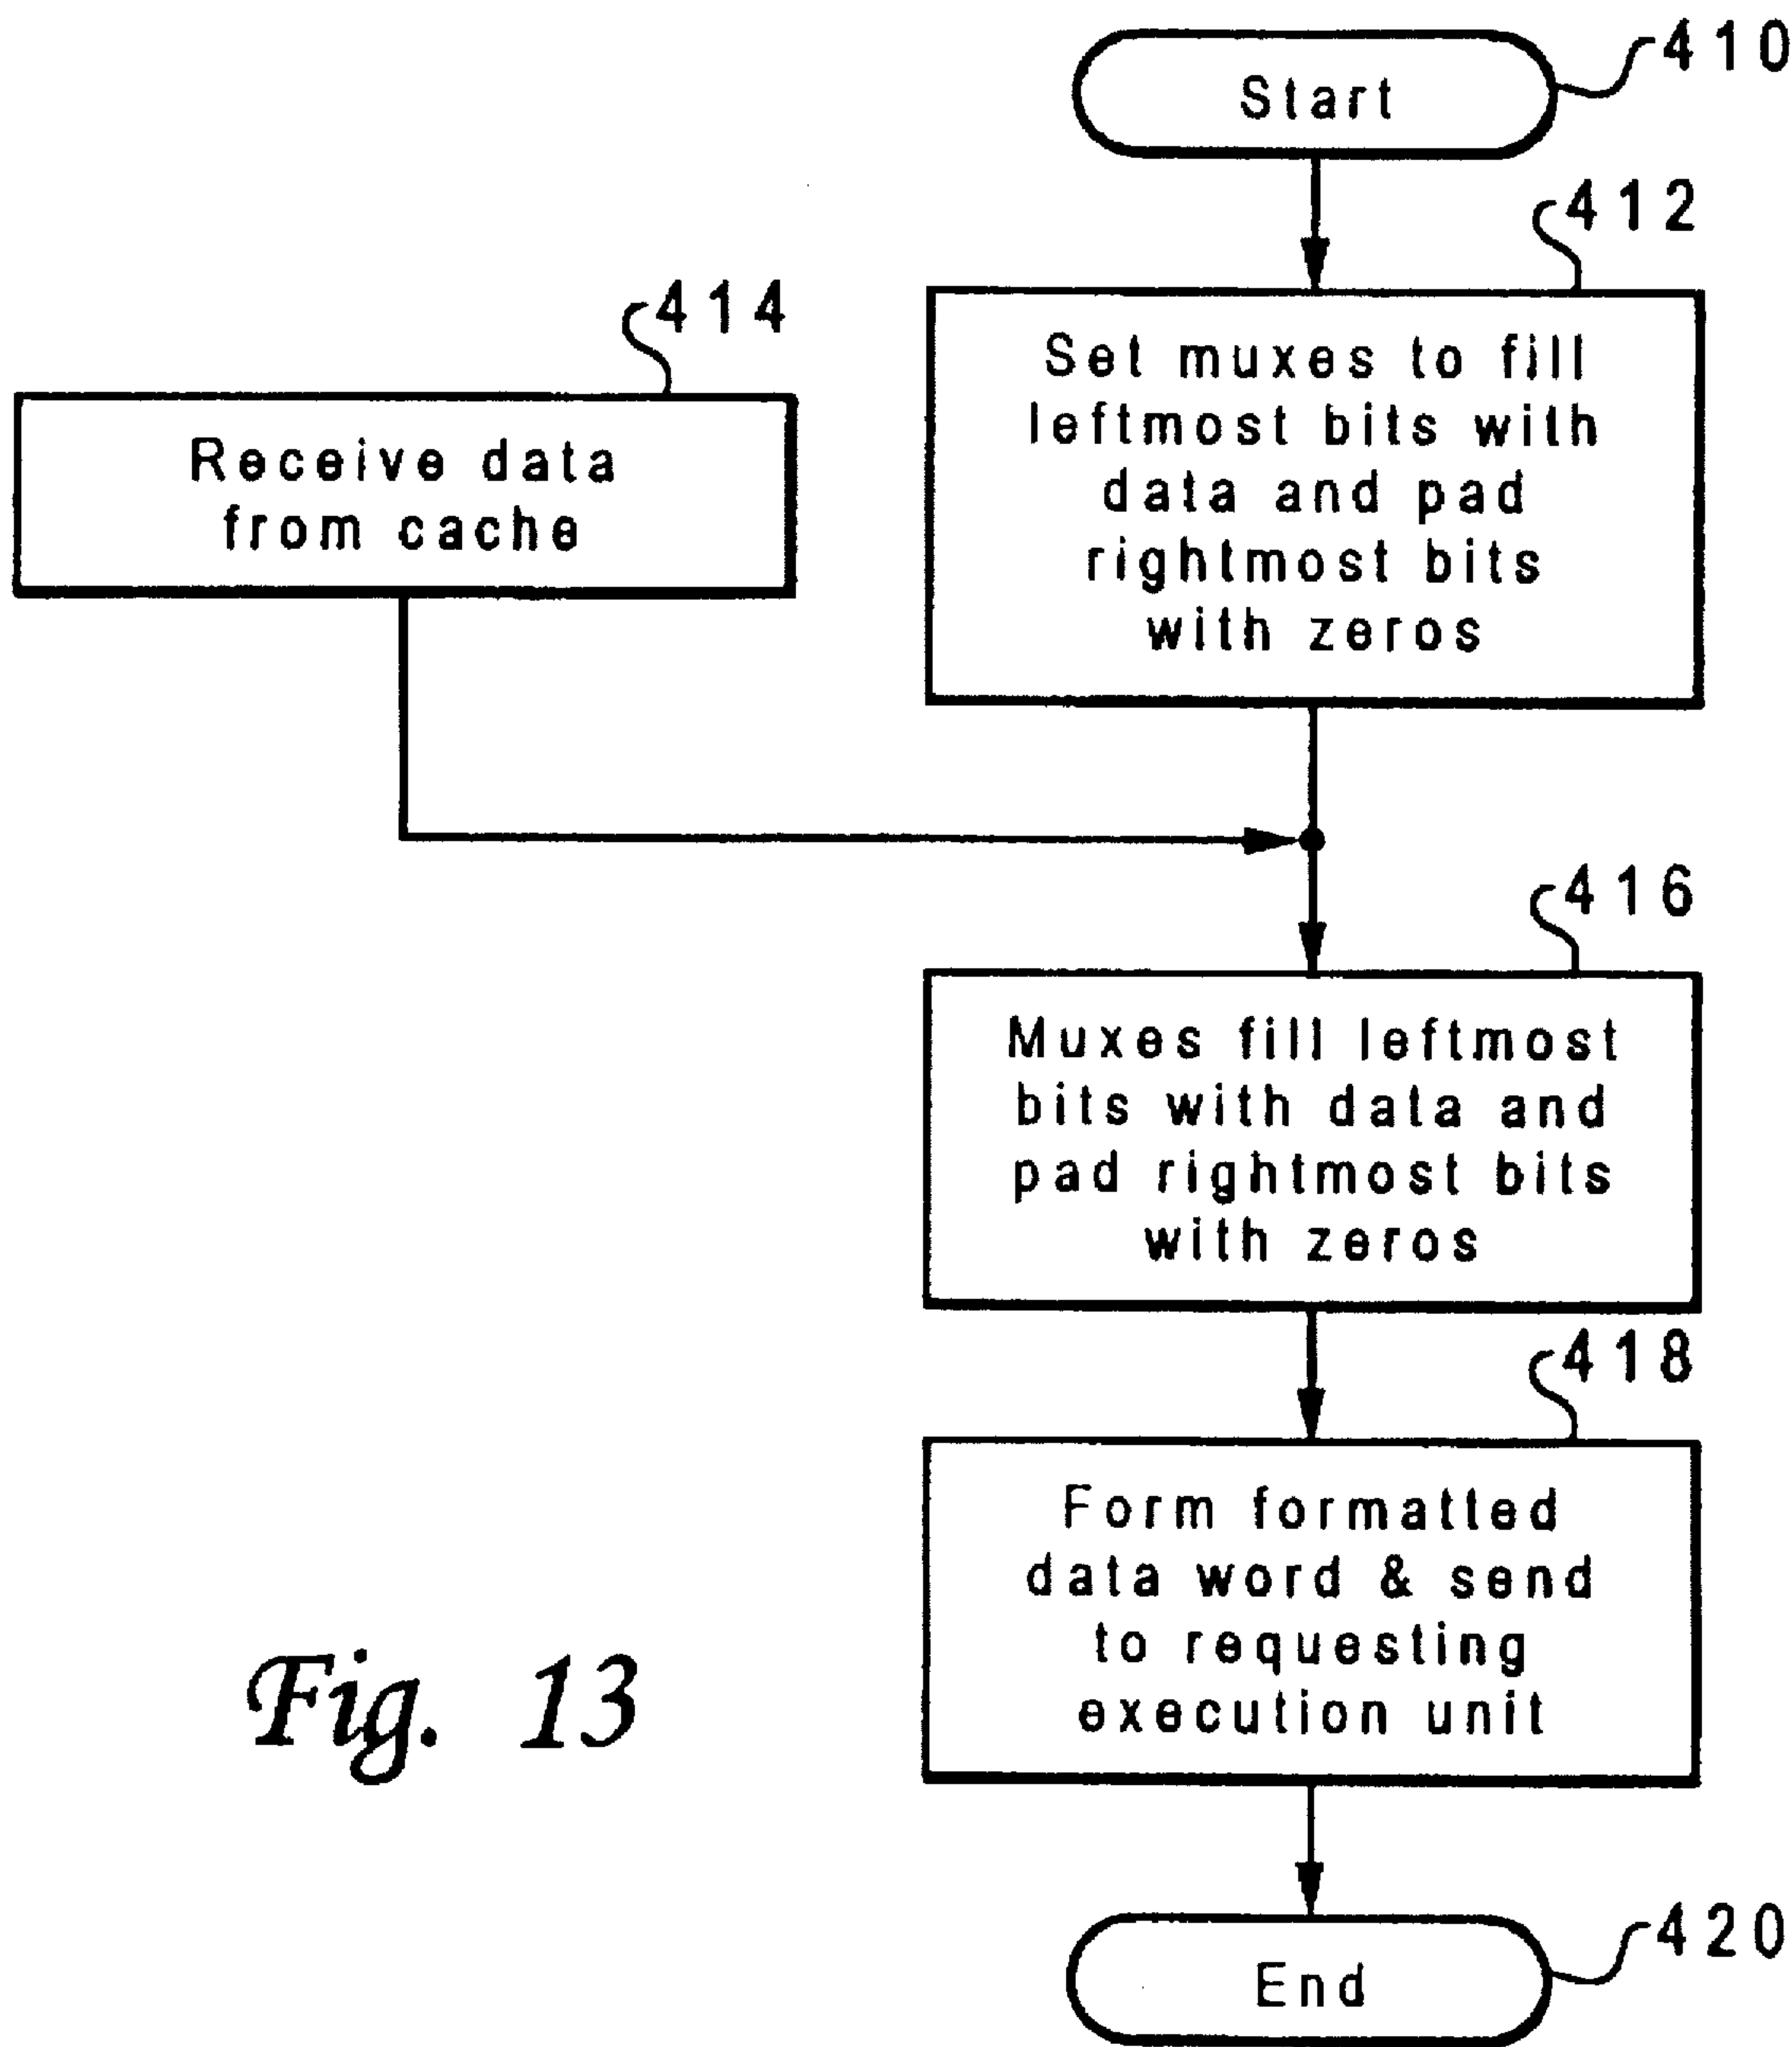 410
Start
412
Set muxes to fill
leftmost bits with
data and pad
rightmost bits
with zeros
414
Receive data
from cache
416
Muxes fill leftmost
bits with data and
pad rightmost bits
with zeros
418
Form formatted
data word & send
to requesting
execution unit
420
End
Fig. 13